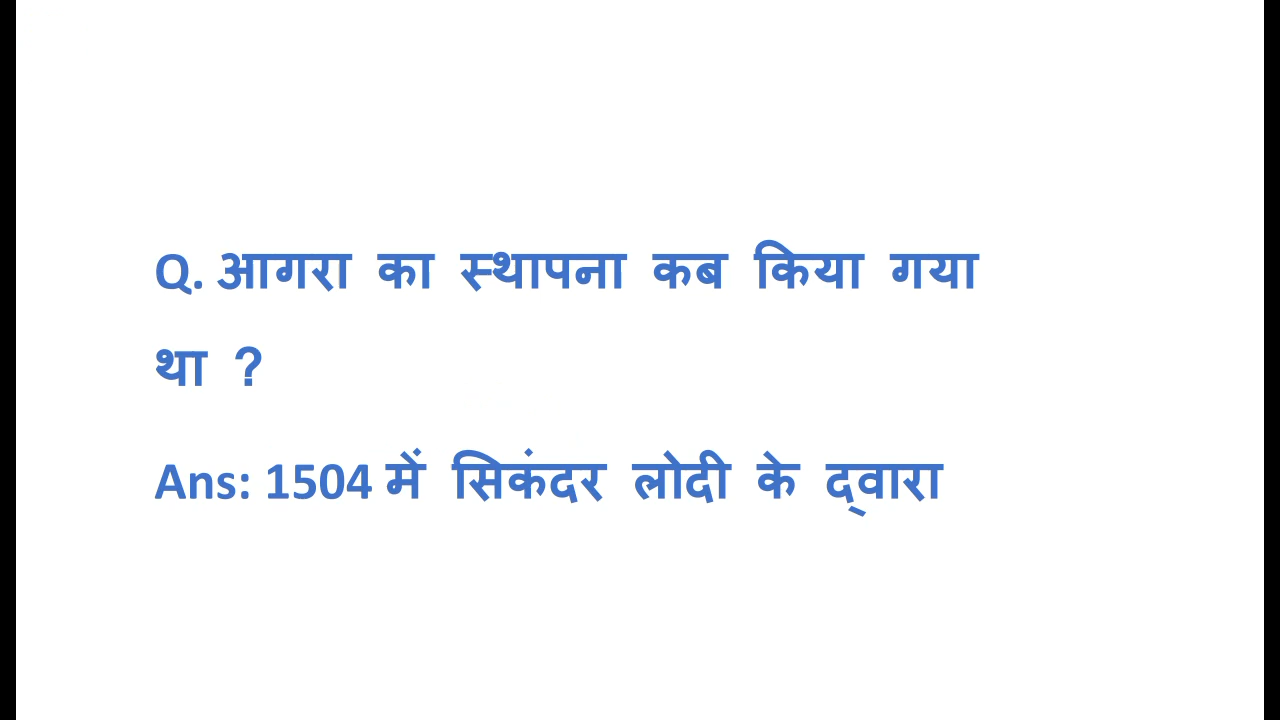 Q. आगरा का स्थापना कब किया गया
था ?
Ans: 1504 में सिकंदर लोदी के द्वारा